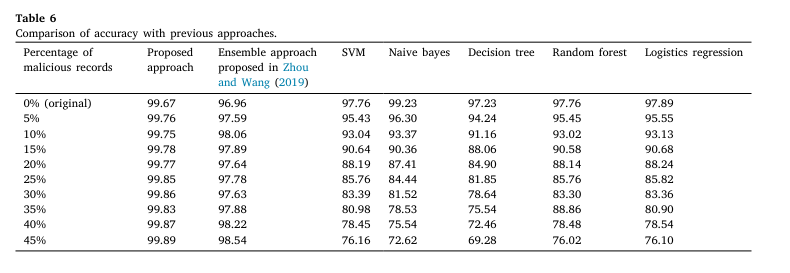 Table 6
Comparison of accuracy with previous approaches.
Percentage of malicious records Proposed approach Ensemble approach proposed in Zhou and Wang (2019) SVM Naive bayes Decision tree Random forest Logistics regression
0% (original) 99.67 96.96 97.76 99.23 97.23 97.76 97.89
5% 99.76 97.59 95.43 96.30 94.24 95.45 95.55
10% 99.75 98.06 93.04 93.37 91.16 93.02 93.13
15% 99.78 97.89 90.64 90.36 88.06 90.58 90.68
20% 99.77 97.64 88.19 87.41 84.90 88.14 88.24
25% 99.85 97.78 85.76 84.44 81.85 85.76 85.82
30% 99.86 97.63 83.39 81.52 78.64 83.30 83.36
35% 99.83 97.88 80.98 78.53 75.54 88.86 80.90
40% 99.87 98.22 78.45 75.54 72.46 78.48 78.54
45% 99.89 98.54 76.16 72.62 69.28 76.02 76.10